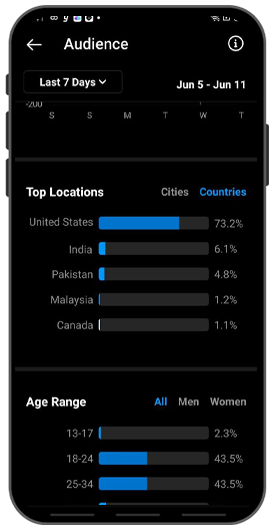 Audience
Last 7 Days
Jun 5 - Jun 11
-200
S S M T W T
Top Locations Cities Countries
United States 73.2%
India 6.1%
Pakistan 4.8%
Malaysia 1.2%
Canada 1.1%
Age Range All Men Women
13-17 2.3%
18-24 43.5%
25-34 43.5%